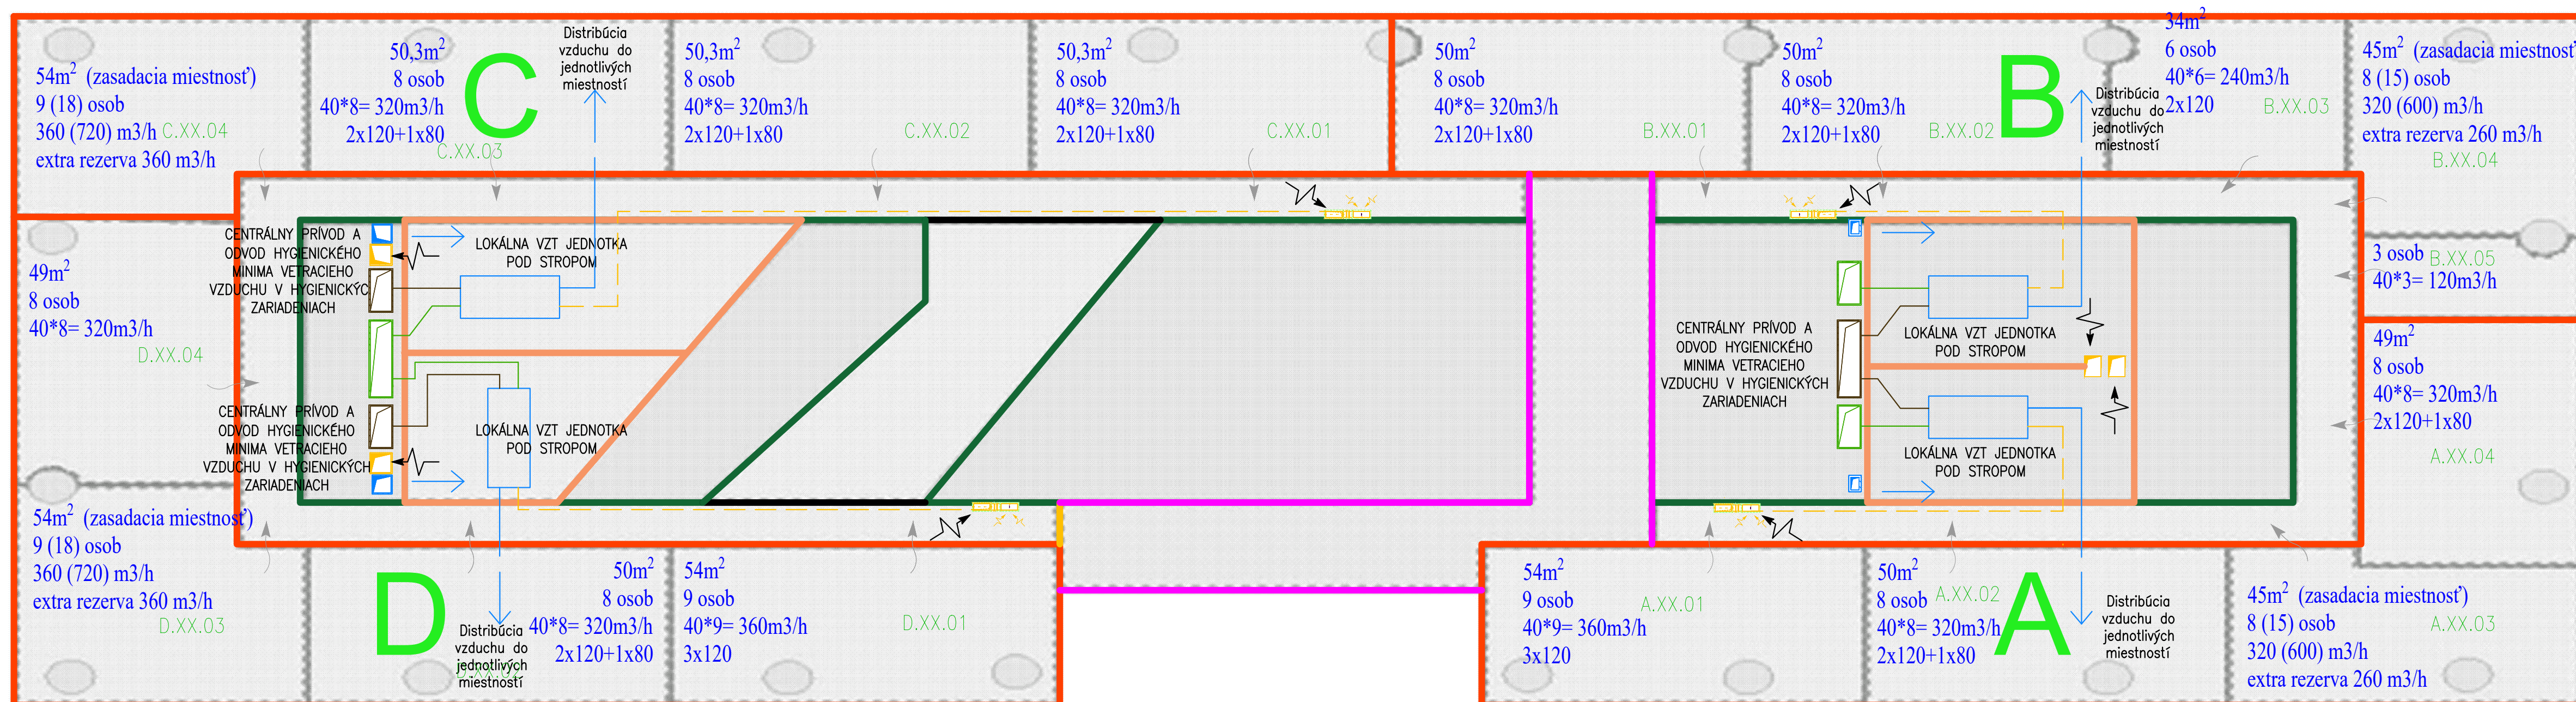 54m² (zasadacia miestnosť)
9 (18) osob
360 (720) m3/h
extra rezerva 360 m3/h
C.XX.04
50,3m²
8 osob
40*8= 320m3/h
2x120+1x80
C.XX.03
C
Distribúcia
vzduchu do
jednotlivých
miestností
50,3m²
8 osob
40*8= 320m3/h
2x120+1x80
C.XX.02
50,3m²
8 osob
40*8= 320m3/h
2x120+1x80
C.XX.01
50m²
8 osob
40*8= 320m3/h
2x120+1x80
B.XX.01
50m²
8 osob
40*8= 320m3/h
2x120+1x80
B.XX.02
B
Distribúcia
vzduchu do
jednotlivých
miestností
34m²
6 osob
40*6= 240m3/h
2x120
B.XX.03
45m² (zasadacia miestnosť
8 (15) osob
320 (600) m3/h
extra rezerva 260 m3/h
B.XX.04
49m²
8 osob
40*8= 320m3/h
D.XX.04
CENTRÁLNY PRÍVOD A
ODVOD HYGIENICKÉHO
MINIMA VETRACIEHO
VZDUCHU V HYGIENICKÝC
ZARIADENIACH
LOKÁLNA VZT JEDNOTKA
POD STROPOM
CENTRÁLNY PRÍVOD A
ODVOD HYGIENICKÉHO
MINIMA VETRACIEHO
VZDUCHU V HYGIENICKÝCH
ZARIADENIACH
LOKÁLNA VZT JEDNOTKA
POD STROPOM
CENTRÁLNY PRÍVOD A
ODVOD HYGIENICKÉHO
MINIMA VETRACIEHO
VZDUCHU V HYGIENICKÝCH
ZARIADENIACH
LOKÁLNA VZT JEDNOTKA
POD STROPOM
LOKÁLNA VZT JEDNOTKA
POD STROPOM
3 osob
40*3= 120m3/h
B.XX.05
49m²
8 osob
40*8= 320m3/h
2x120+1x80
A.XX.04
54m² (zasadacia miestnosť)
9 (18) osob
360 (720) m3/h
extra rezerva 360 m3/h
D.XX.03
D
Distribúcia
vzduchu do
jednotlivých
miestností
D.XX.02
50m²
8 osob
40*8= 320m3/h
2x120+1x80
54m²
9 osob
40*9= 360m3/h
3x120
D.XX.01
54m²
9 osob
40*9= 360m3/h
3x120
A.XX.01
50m²
8 osob
40*8= 320m3/h
2x120+1x80
A.XX.02
A
Distribúcia
vzduchu do
jednotlivých
miestností
45m² (zasadacia miestnosť)
8 (15) osob
320 (600) m3/h
extra rezerva 260 m3/h
A.XX.03